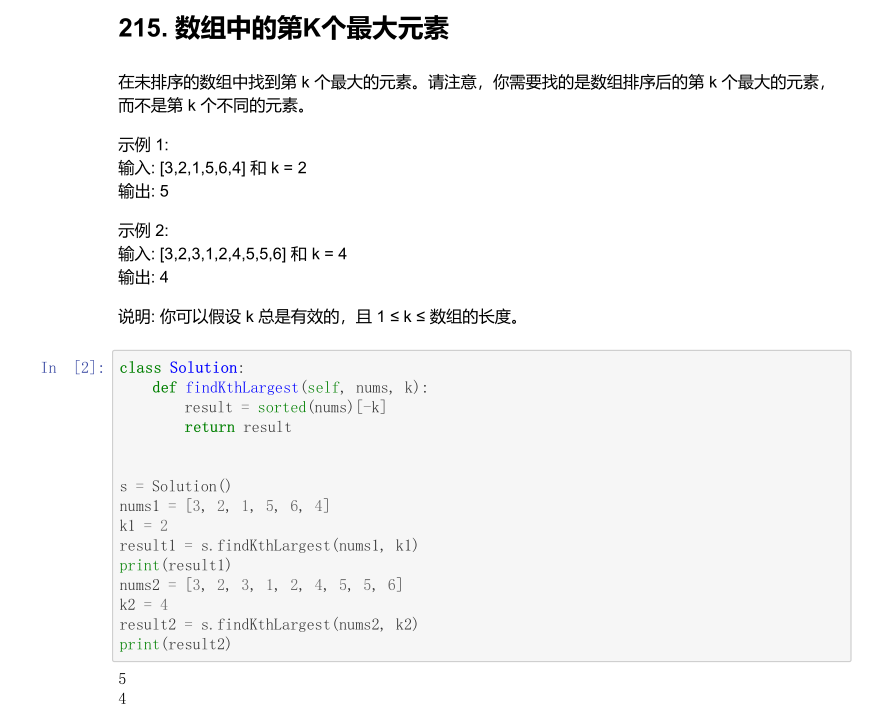 215. 数组中的第K个最大元素
在未排序的数组中找到第 k 个最大的元素。请注意，你需要找的是数组排序后的第 k 个最大的元素，
而不是第 k 个不同的元素。
示例 1:
输入: [3,2,1,5,6,4] 和 k = 2
输出: 5
示例 2:
输入: [3,2,3,1,2,4,5,5,6] 和 k = 4
输出: 4
说明: 你可以假设 k 总是有效的，且 1 ≤ k ≤ 数组的长度。
In [2]:
class Solution:
    def findKthLargest(self, nums, k):
        result = sorted(nums)[-k]
        return result
s = Solution()
nums1 = [3, 2, 1, 5, 6, 4]
k1 = 2
result1 = s.findKthLargest(nums1, k1)
print(result1)
nums2 = [3, 2, 3, 1, 2, 4, 5, 5, 6]
k2 = 4
result2 = s.findKthLargest(nums2, k2)
print(result2)
5
4